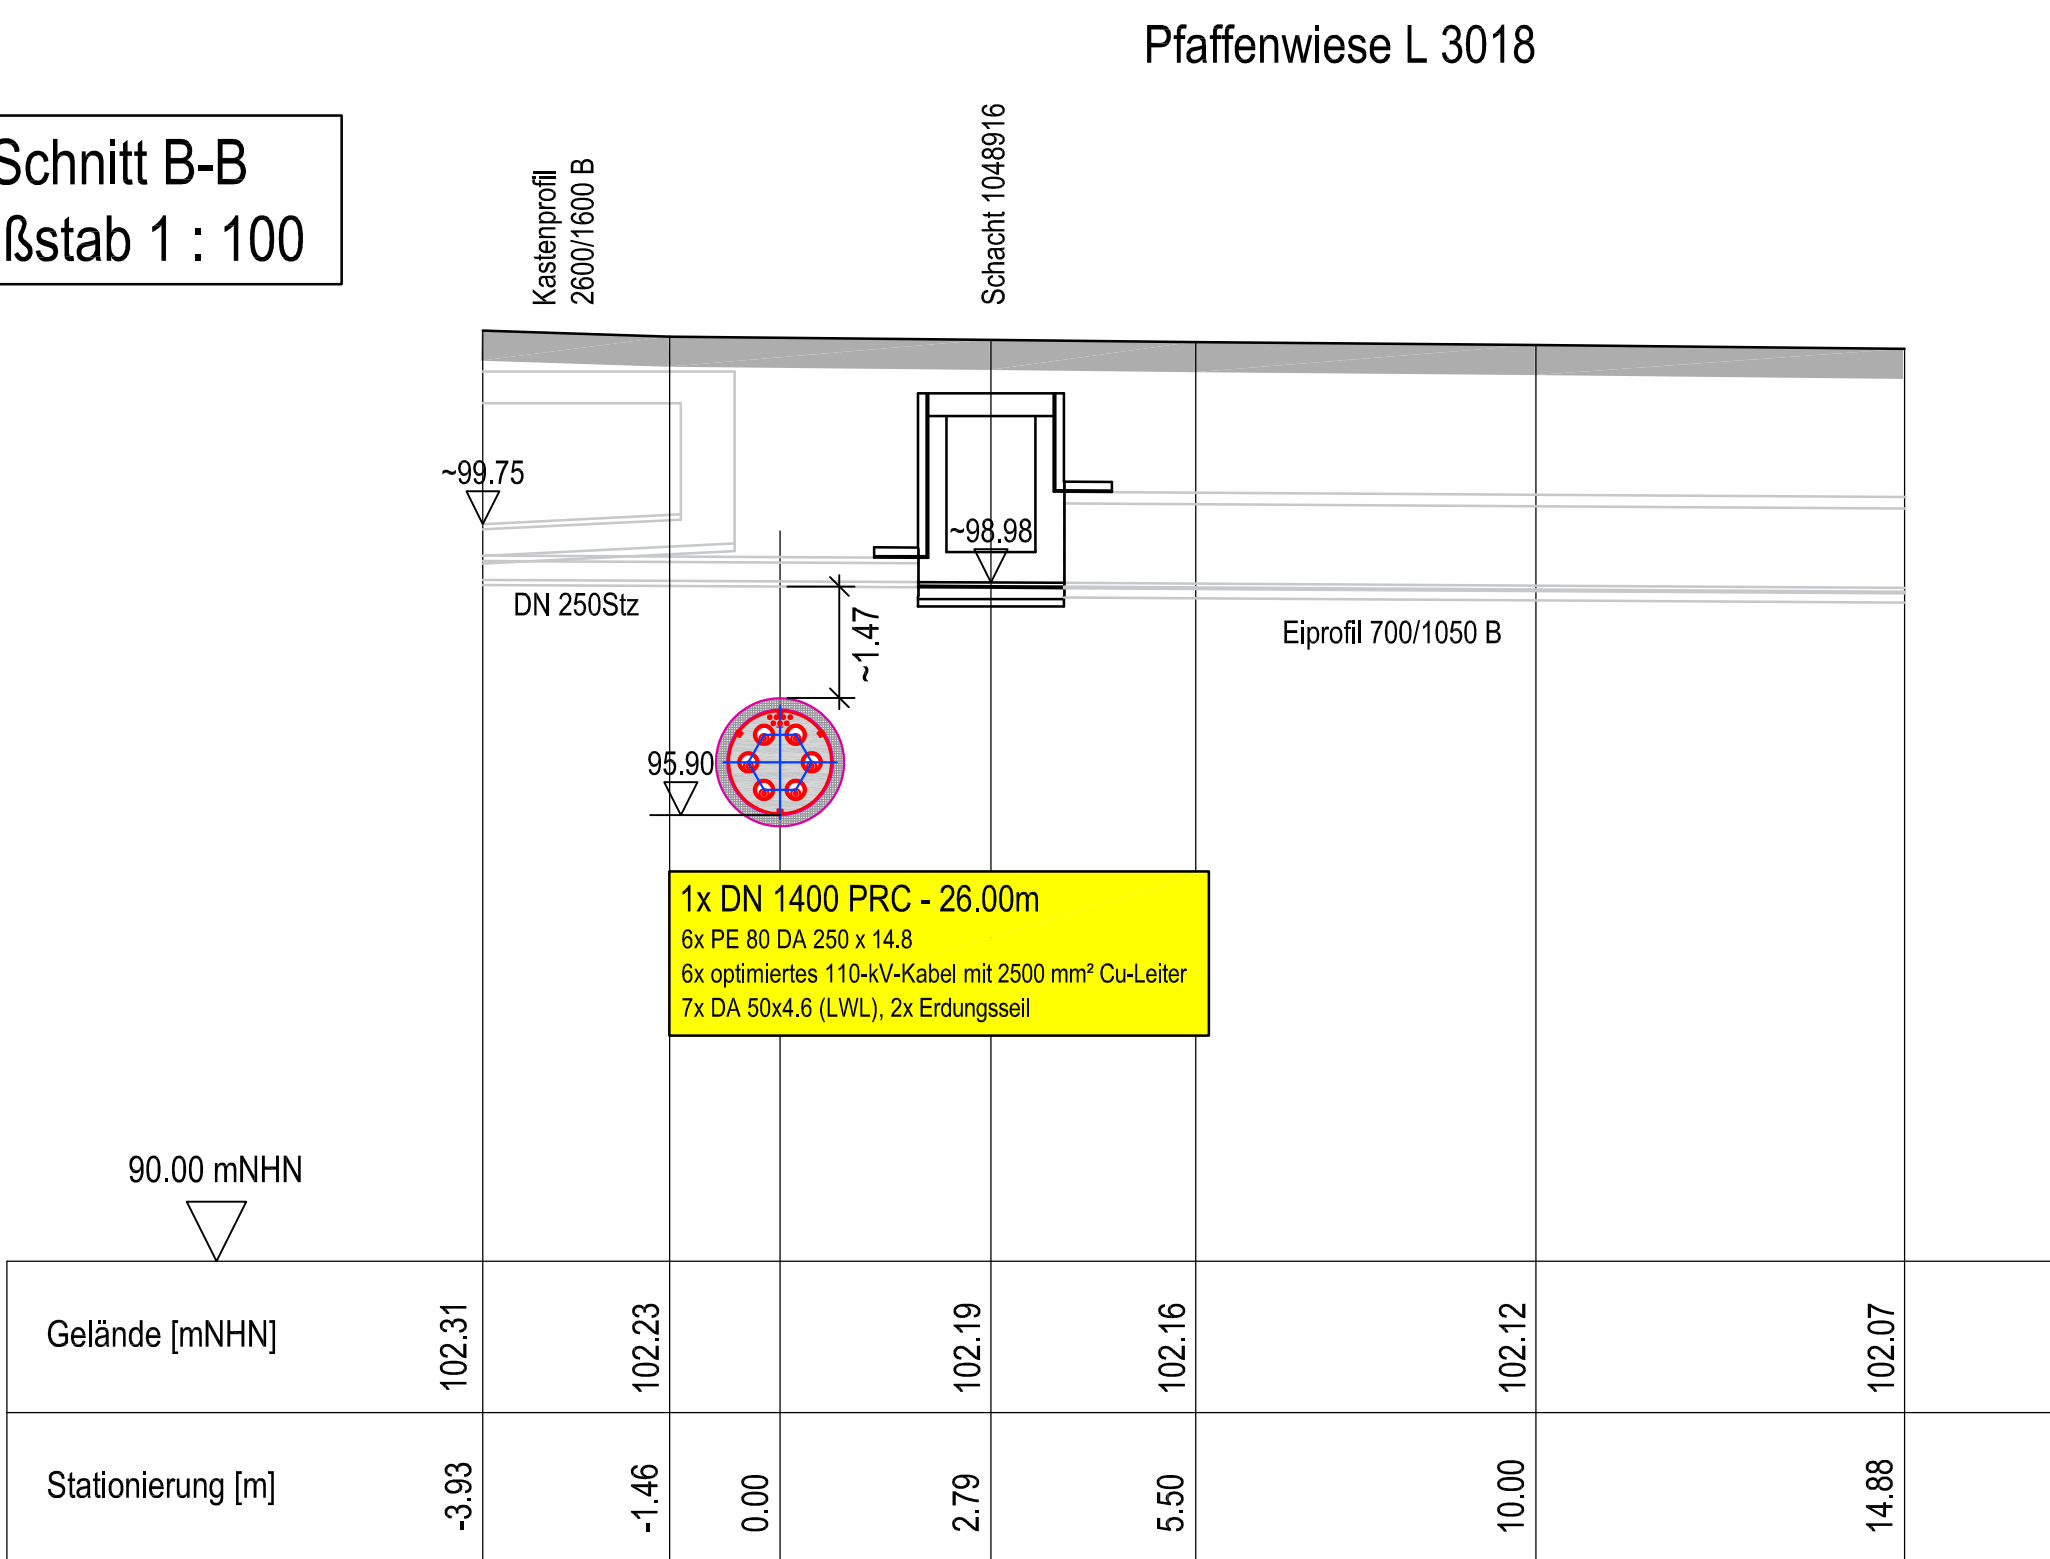 Pfaffenwiese L 3018
Schnitt B-B
ßstab 1 : 100
Kastenprofil
2600/1600 B
Schacht 1048916
~99.75
~98.98
DN 250Stz
~1.47
Eiprofil 700/1050 B
95.90
1x DN 1400 PRC - 26.00m
6x PE 80 DA 250 x 14.8
6x optimiertes 110-kV-Kabel mit 2500 mm² Cu-Leiter
7x DA 50x4.6 (LWL), 2x Erdungsseil
90.00 mNHN
Gelände [mNHN] 102.31 102.23 102.19 102.16 102.12 102.07
Stationierung [m] -3.93 -1.46 0.00 2.79 5.50 10.00 14.88